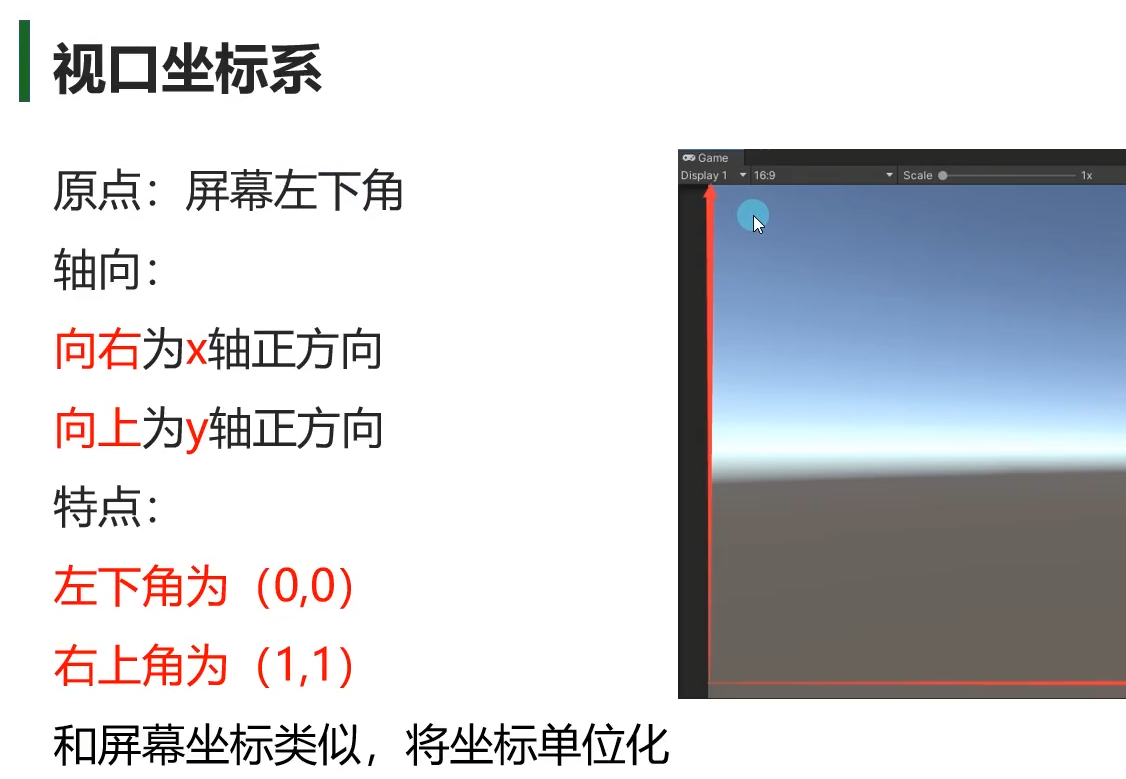 视口坐标系
原点：屏幕左下角
轴向：
向右为x轴正方向
向上为y轴正方向
特点：
左下角为（0,0）
右上角为（1,1）
和屏幕坐标类似，将坐标单位化
Game
Display 1 16:9 Scale 1x